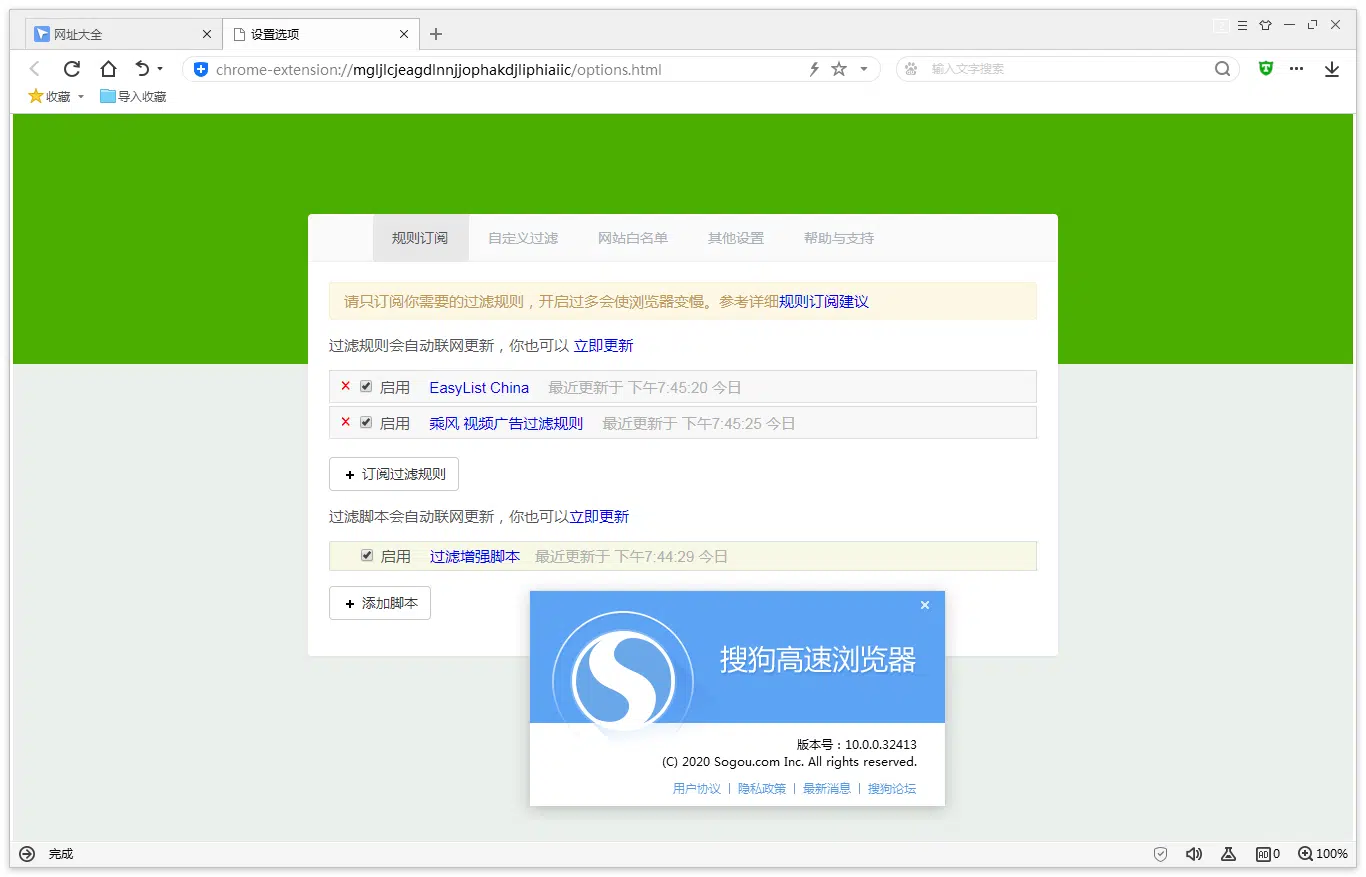 网址大全
设置选项
chrome-extension://mgljlcjeagdlnnjjophakdjliphiaiic/options.html
输入文字搜索
收藏
导入收藏
规则订阅 自定义过滤 网站白名单 其他设置 帮助与支持
请只订阅你需要的过滤规则，开启过多会使浏览器变慢。参考详细规则订阅建议
过滤规则会自动联网更新，你也可以 立即更新
启用 EasyList China 最近更新于 下午7:45:20 今日
启用 乘风 视频广告过滤规则 最近更新于 下午7:45:25 今日
+ 订阅过滤规则
过滤脚本会自动联网更新，你也可以立即更新
启用 过滤增强脚本 最近更新于 下午7:44:29 今日
+ 添加脚本
搜狗高速浏览器
版本号：10.0.0.32413
(C) 2020 Sogou.com Inc. All rights reserved.
用户协议 | 隐私政策 | 最新消息 | 搜狗论坛
完成
AD 0
100%